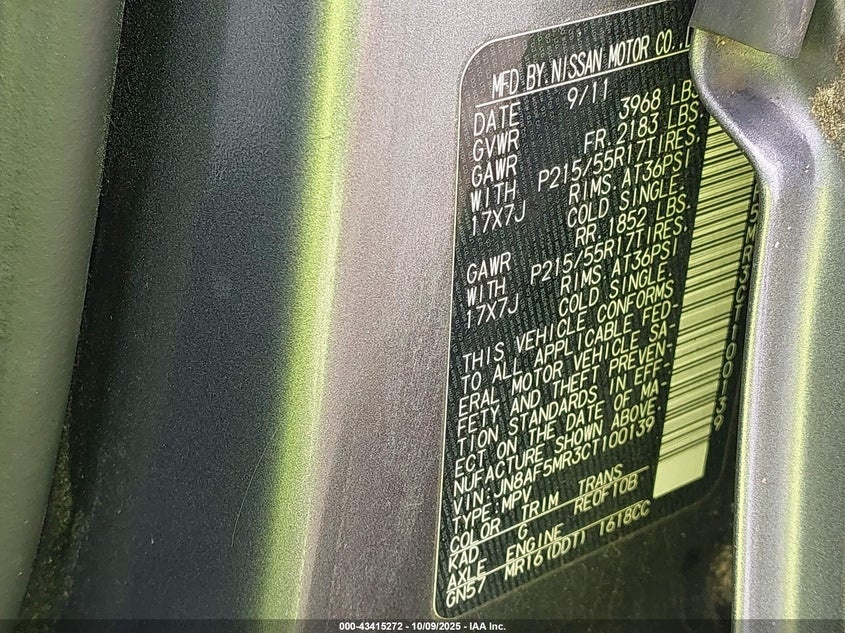 MFD BY NISSAN MOTOR CO.,
DATE 9/11
GVWR 3968 LBS
GAWR FR. 2183 LBS.
WITH P215/55R17TIRES,
17X7J RIMS AT36PSI
COLD SINGLE.
GAWR RR. 1852 LBS.
WITH P215/55R17TIRES,
17X7J RIMS AT36PSI
COLD SINGLE.
THIS VEHICLE CONFORMS
TO ALL APPLICABLE FED-
ERAL MOTOR VEHICLE SA-
FETY AND THEFT PREVEN-
TION STANDARDS IN EFF-
ECT ON THE DATE OF MA-
NUFACTURE SHOWN ABOVE.
VIN:JN8AF5MR3CT100139
TYPE:MPV
COLOR TRIM TRANS
KAD G RE0F10B
AXLE ENGINE
GN57 MR16(DDT) 1618CC
5MR3CT100139
000-43415272 - 10/09/2025 - IAA Inc.